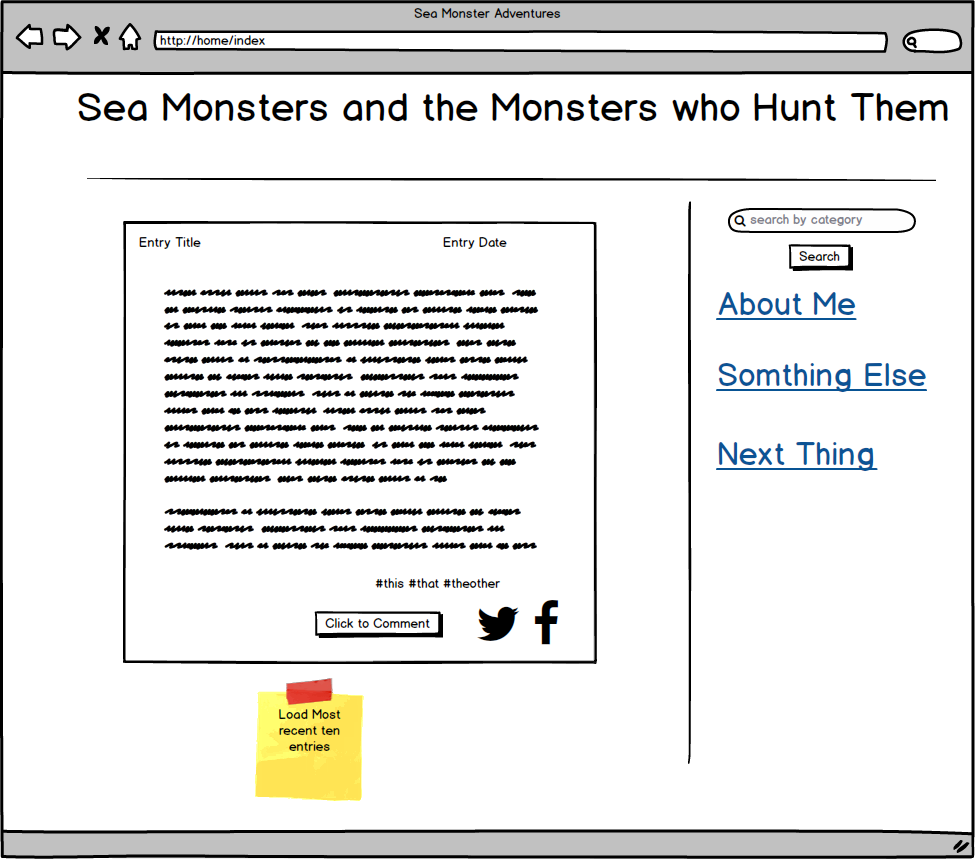 Sea Monster Adventures
http://home/index
Sea Monsters and the Monsters who Hunt Them
search by category
Search
About Me
Somthing Else
Next Thing
Entry Title
Entry Date
#this #that #theother
Click to Comment
Load Most
recent ten
entries